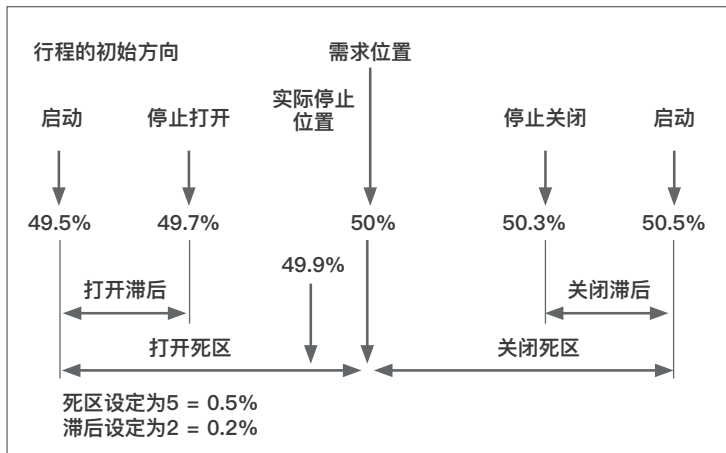 行程的初始方向
需求位置
实际停止
位置
启动
停止打开
停止关闭
启动
49.5%
49.7%
50%
50.3%
50.5%
49.9%
打开滞后
关闭滞后
打开死区
关闭死区
死区设定为5 = 0.5%
滞后设定为2 = 0.2%